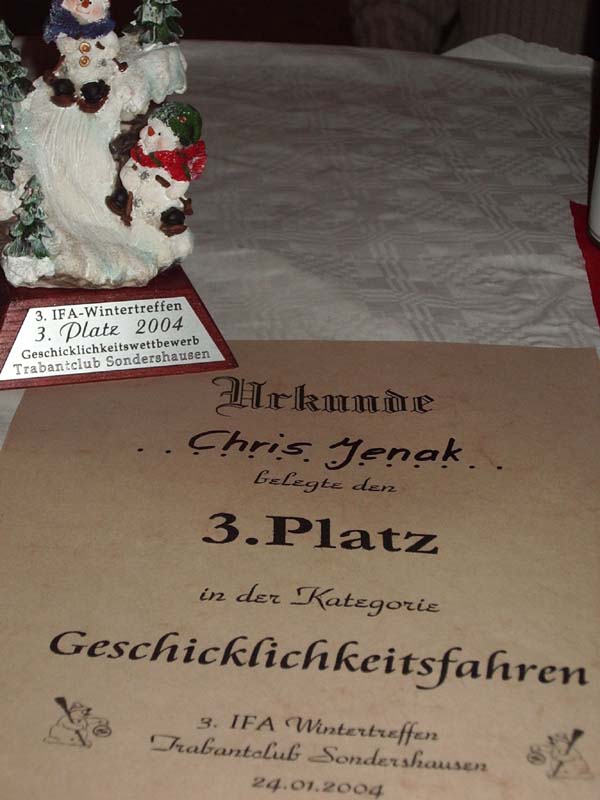 3. IFA-Wintertreffen
3. Platz 2004
Geschicklichkeitswettbewerb
Trabantclub Sondershausen
Urkunde
..Chris Jenak..
belegte den
3.Platz
in der Kategorie
Geschicklichkeitsfahren
3. IFA Wintertreffen
Trabantclub Sondershausen
24.01.2004